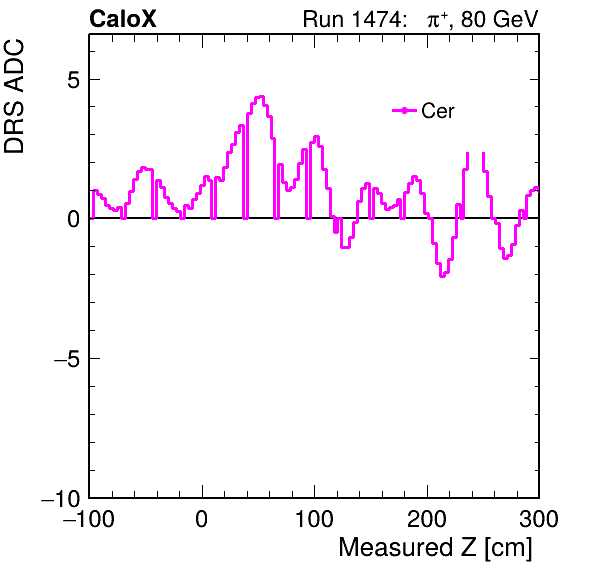 CaloX Run 1474: π⁺, 80 GeV
DRS ADC
Cer
5
0
−5
−10
−100 0 100 200 300
Measured Z [cm]